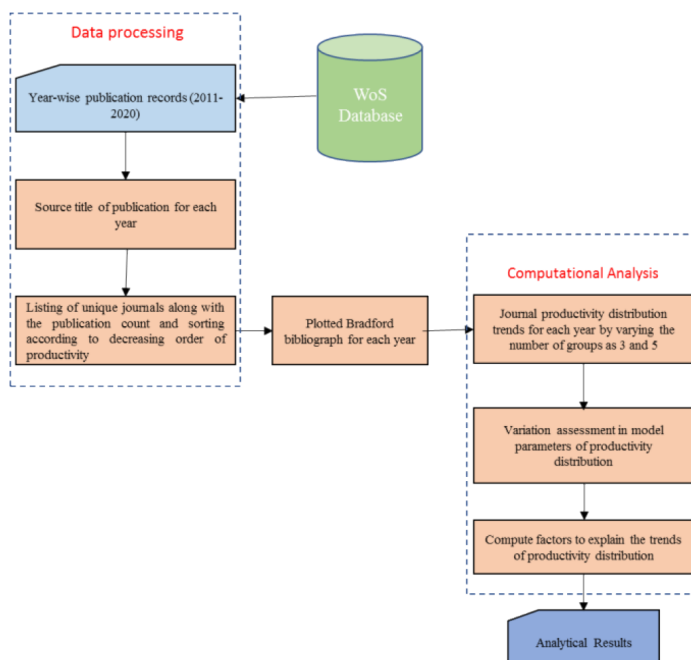 Data processing
WoS
Database
Year-wise publication records (2011-
2020)
Source title of publication for each
year
Listing of unique journals along with
the publication count and sorting
according to decreasing order of
productivity
Plotted Bradford
bibliograph for each year
Computational Analysis
Journal productivity distribution
trends for each year by varying the
number of groups as 3 and 5
Variation assessment in model
parameters of productivity
distribution
Compute factors to explain the trends
of productivity distribution
Analytical Results